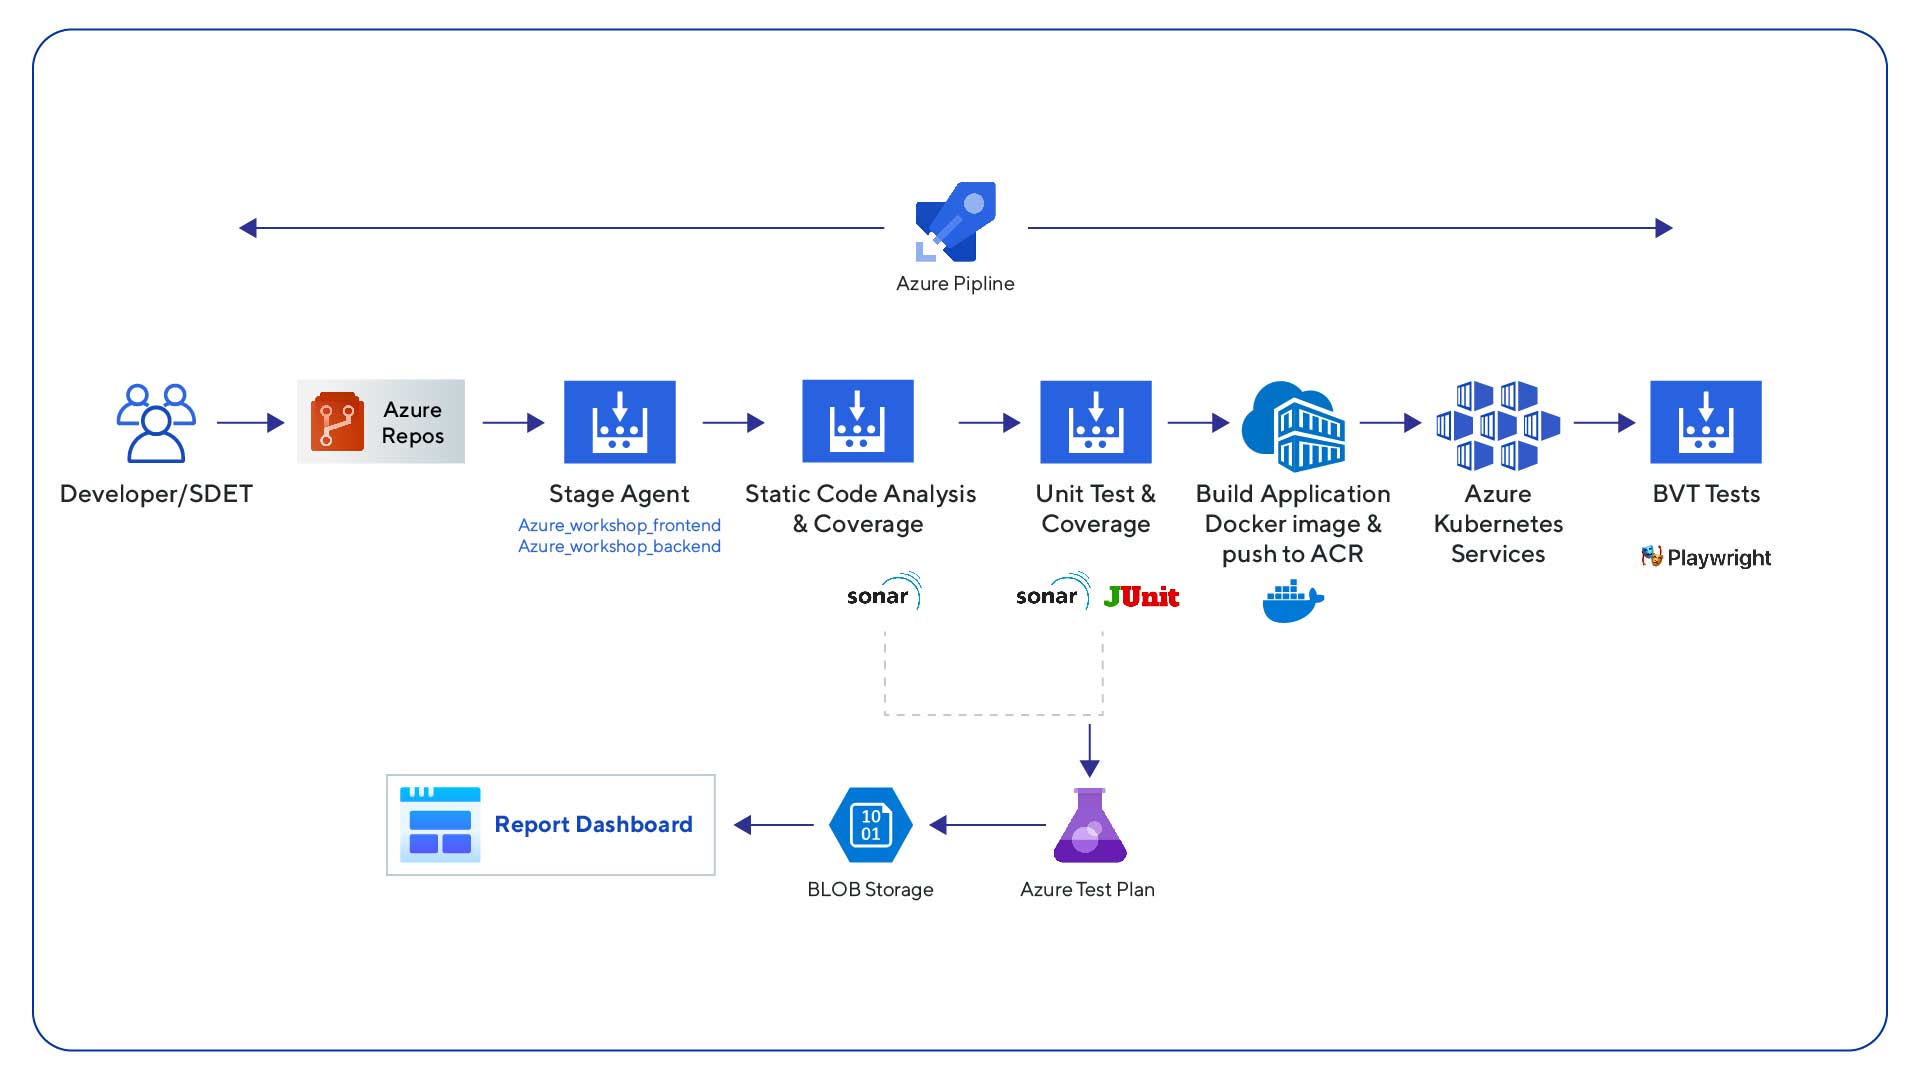 Azure Pipline
Azure
Repos
Developer/SDET
Stage Agent
Azure_workshop_frontend
Azure_workshop_backend
Static Code Analysis
& Coverage
sonar
Unit Test &
Coverage
sonar
JUnit
Build Application
Docker image &
push to ACR
Azure
Kubernetes
Services
BVT Tests
Playwright
Report Dashboard
10
01
BLOB Storage
Azure Test Plan